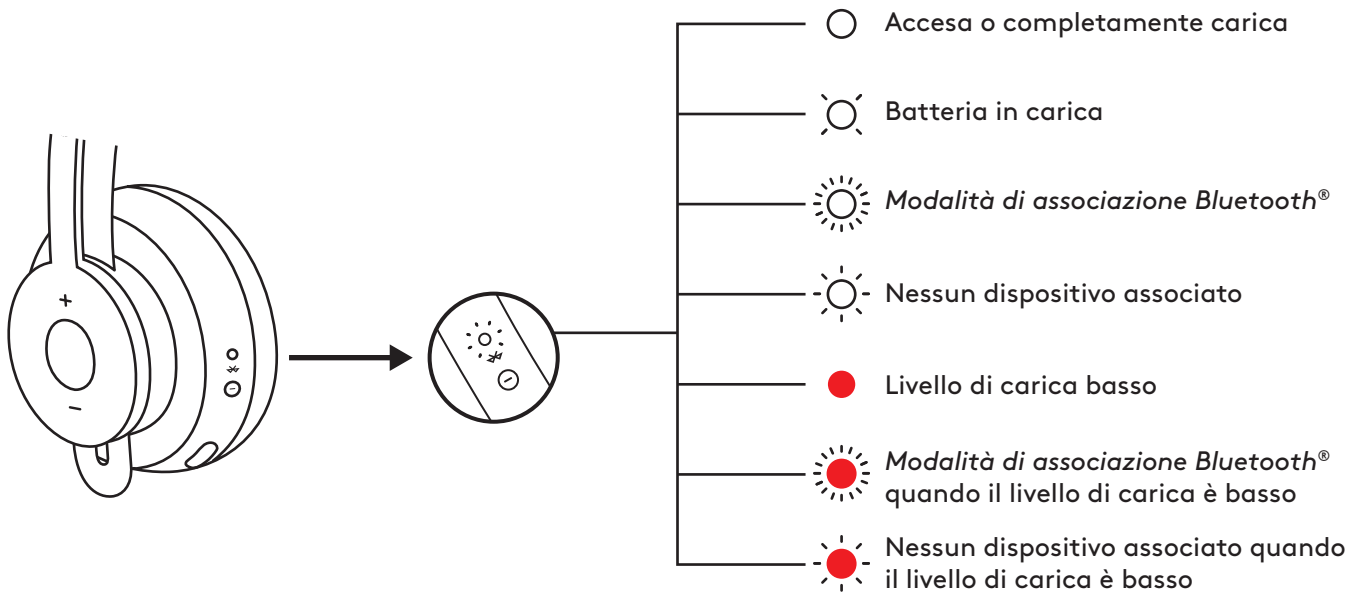 Accesa o completamente carica
Batteria in carica
Modalità di associazione Bluetooth®
Nessun dispositivo associato
Livello di carica basso
Modalità di associazione Bluetooth®
quando il livello di carica è basso
Nessun dispositivo associato quando
il livello di carica è basso